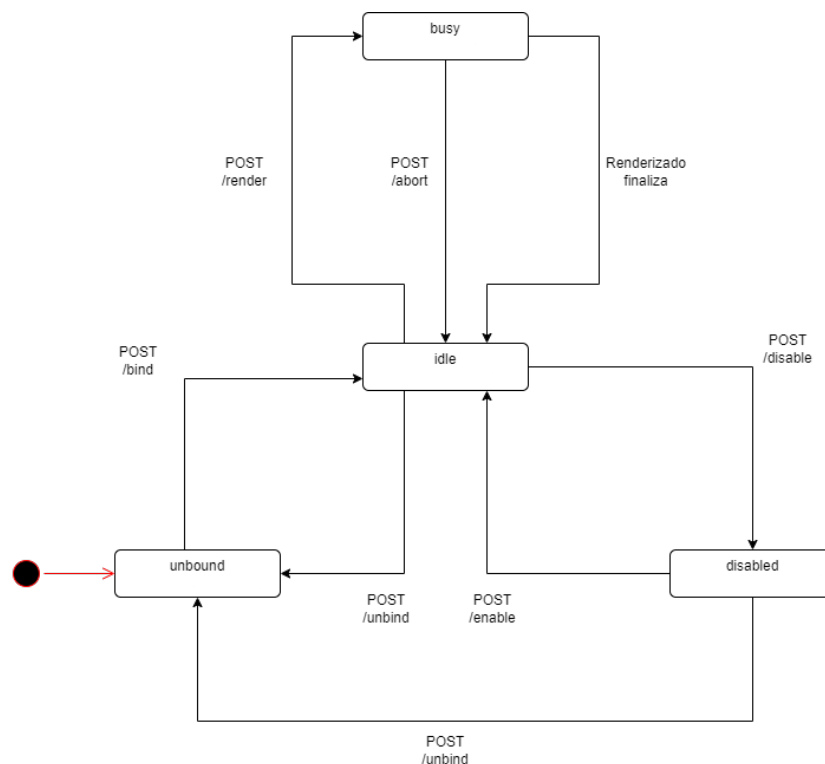 busy
POST
/render
POST
/abort
Renderizado
finaliza
POST
/bind
idle
POST
/disable
unbound
disabled
POST
/unbind
POST
/enable
POST
/unbind